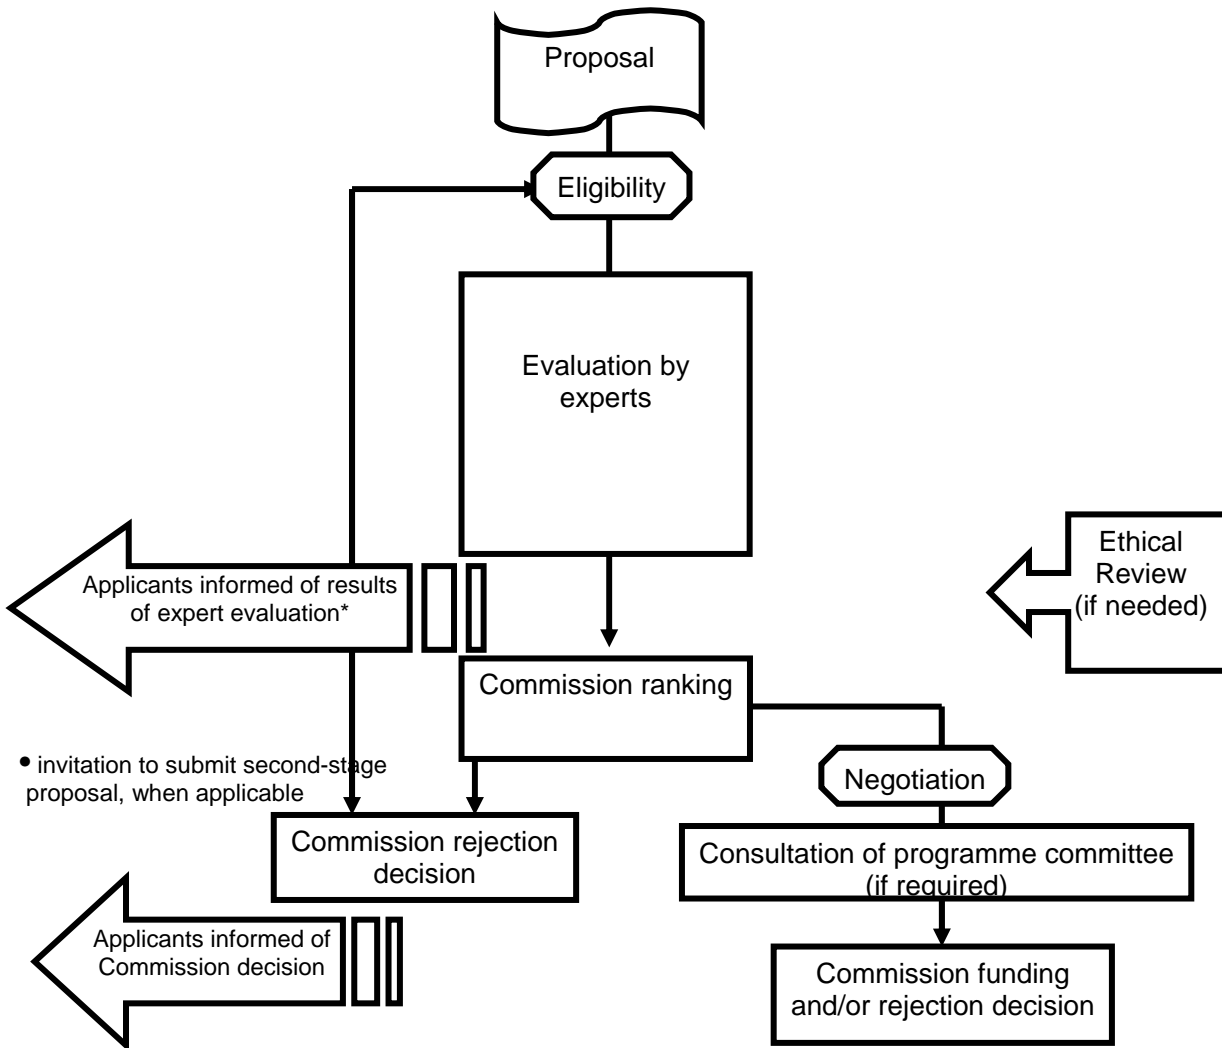 Proposal
Eligibility
Evaluation by
experts
Applicants informed of results
of expert evaluation*
Ethical
Review
(if needed)
Commission ranking
• invitation to submit second-stage
proposal, when applicable
Negotiation
Commission rejection
decision
Consultation of programme committee
(if required)
Applicants informed of
Commission decision
Commission funding
and/or rejection decision